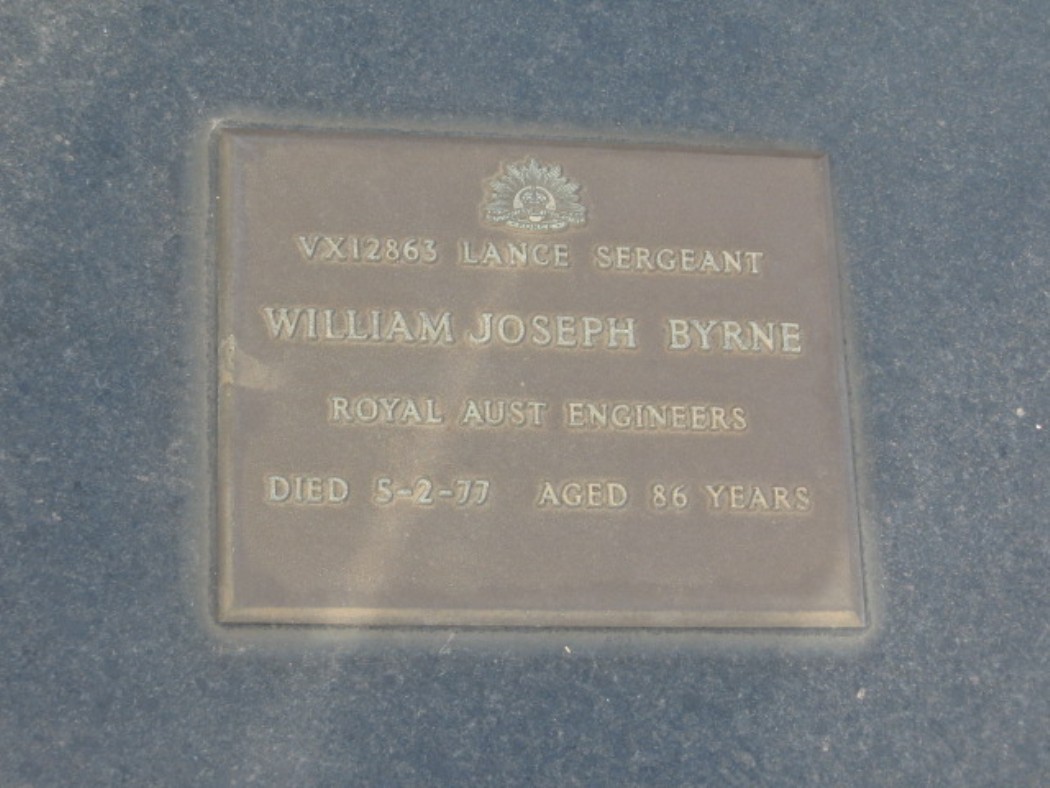 VX12863 LANCE SERGEANT
WILLIAM JOSEPH BYRNE
ROYAL AUST ENGINEERS
DIED 5-2-77 AGED 86 YEARS